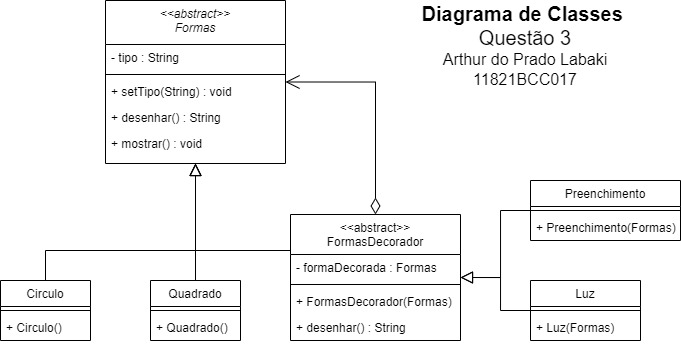 Diagrama de Classes
Questão 3
Arthur do Prado Labaki
11821BCC017
<<abstract>>
Formas
- tipo : String
+ setTipo(String) : void
+ desenhar() : String
+ mostrar() : void
Preenchimento
+ Preenchimento(Formas)
<<abstract>>
FormasDecorador
- formaDecorada : Formas
+ FormasDecorador(Formas)
+ desenhar() : String
Circulo
+ Circulo()
Quadrado
+ Quadrado()
Luz
+ Luz(Formas)